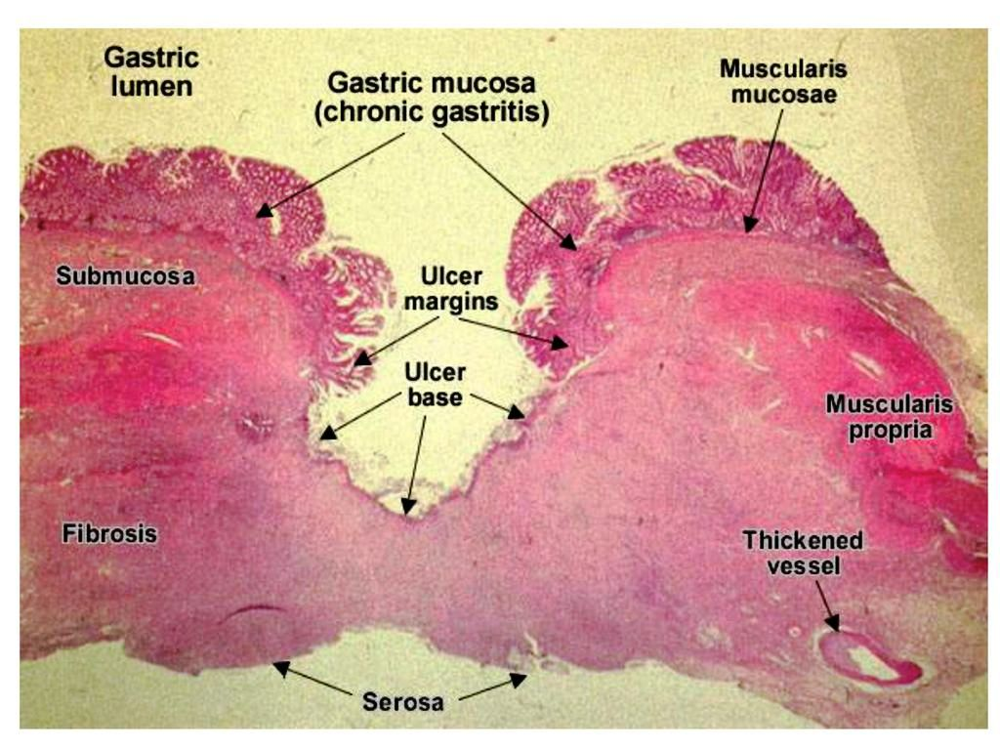 Gastric
lumen
Gastric mucosa
(chronic gastritis)
Muscularis
mucosae
Submucosa
Ulcer
margins
Ulcer
base
Muscularis
propria
Fibrosis
Thickened
vessel
Serosa